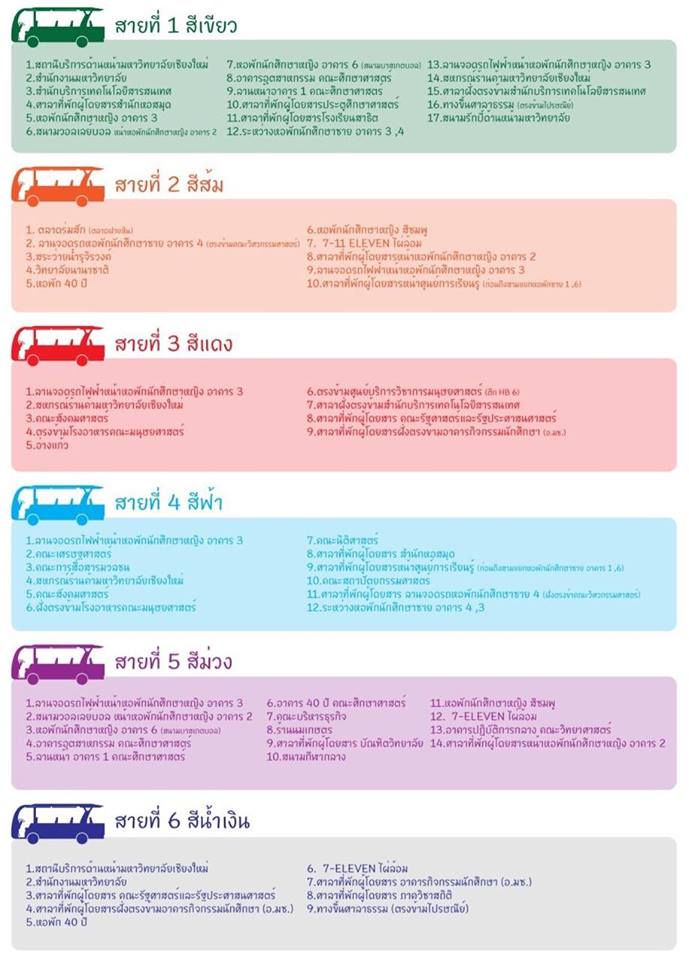 สายที่ 1 สีเขียว
1.สถานีบริการด้านหน้ามหาวิทยาลัยเชียงใหม่
2.สำนักงานมหาวิทยาลัย
3.สำนักบริการเทคโนโลยีสารสนเทศ
4.ศาลาที่พักผู้โดยสารสำนักหอสมุด
5.หอพักนักศึกษาหญิง อาคาร 3
6.สนามวอลเลย์บอล หน้าหอพักนักศึกษาหญิง อาคาร 2
7.หอพักนักศึกษาหญิง อาคาร 6 (สนามบาสเกตบอล)
8.อาคารอุตสาหกรรม คณะศึกษาศาสตร์
9.ลานหน้าอาคาร 1 คณะศึกษาศาสตร์
10.ศาลาที่พักผู้โดยสารประตูศึกษาศาสตร์
11.ศาลาที่พักผู้โดยสารโรงเรียนสาธิต
12.ระหว่างหอพักนักศึกษาชาย อาคาร 3 ,4
13.ลานจอดรถไฟฟ้าหน้าหอพักนักศึกษาหญิง อาคาร 3
14.สหกรณ์ร้านค้ามหาวิทยาลัยเชียงใหม่
15.ศาลาฝั่งตรงข้ามสำนักบริการเทคโนโลยีสารสนเทศ
16.ทางขึ้นศาลาธรรม (ตรงข้ามไปรษณีย์)
17.สนามรักบี้ด้านหน้ามหาวิทยาลัย
สายที่ 2 สีส้ม
1. ตลาดร่มสัก (ตลาดฝายหิน)
2. ลานจอดรถหอพักนักศึกษาชาย อาคาร 4 (ตรงข้ามคณะวิศวกรรมศาสตร์)
3.สระว่ายน้ำรุจิรวงค์
4.วิทยาลัยนานาชาติ
5.หอพัก 40 ปี
6.หอพักนักศึกษาหญิง สีชมพู
7. 7-11 ELEVEN ไผ่ล้อม
8.ศาลาที่พักผู้โดยสารหน้าหอพักนักศึกษาหญิง อาคาร 2
9.ลานจอดรถไฟฟ้าหน้าหอพักนักศึกษาหญิง อาคาร 3
10.ศาลาที่พักผู้โดยสารหน้าศูนย์การเรียนรู้ (ก่อนถึงสามแยกหอพักชาย 1 ,6)
สายที่ 3 สีแดง
1.ลานจอดรถไฟฟ้าหน้าหอพักนักศึกษาหญิง อาคาร 3
2.สหกรณ์ร้านค้ามหาวิทยาลัยเชียงใหม่
3.คณะสังคมศาสตร์
4.ตรงข้ามโรงอาหารคณะมนุษยศาสตร์
5.อ่างแก้ว
6.ตรงข้ามศูนย์บริการวิชาการมนุษยศาสตร์ (ตึก HB 6)
7.ศาลาฝั่งตรงข้ามสำนักบริการเทคโนโลยีสารสนเทศ
8.ศาลาที่พักผู้โดยสาร คณะรัฐศาสตร์และรัฐประศาสนศาสตร์
9.ศาลาที่พักผู้โดยสารฝั่งตรงข้ามอาคารกิจกรรมนักศึกษา (อ.มช.)
สายที่ 4 สีฟ้า
1.ลานจอดรถไฟฟ้าหน้าหอพักนักศึกษาหญิง อาคาร 3
2.คณะเศรษฐศาสตร์
3.คณะการสื่อสารมวลชน
4.สหกรณ์ร้านค้ามหาวิทยาลัยเชียงใหม่
5.คณะสังคมศาสตร์
6.ฝั่งตรงข้ามโรงอาหารคณะมนุษยศาสตร์
7.คณะนิติศาสตร์
8.ศาลาที่พักผู้โดยสาร สำนักหอสมุด
9.ศาลาที่พักผู้โดยสารหน้าศูนย์การเรียนรู้ (ก่อนถึงสามแยกหอพักนักศึกษาชาย อาคาร 1 ,6)
10.คณะสถาปัตยกรรมศาสตร์
11.ศาลาที่พักผู้โดยสาร ลานจอดรถหอพักนักศึกษาชาย 4 (ฝั่งตรงข้ามคณะวิศวกรรมศาสตร์)
12.ระหว่างหอพักนักศึกษาชาย อาคาร 4 ,3
สายที่ 5 สีม่วง
1.ลานจอดรถไฟฟ้าหน้าหอพักนักศึกษาหญิง อาคาร 3
2.สนามวอลเลย์บอล หน้าหอพักนักศึกษาหญิง อาคาร 2
3.หอพักนักศึกษาหญิง อาคาร 6 (สนามบาสเกตบอล)
4.อาคารอุตสาหกรรม คณะศึกษาศาสตร์
5.ลานหน้า อาคาร 1 คณะศึกษาศาสตร์
6.อาคาร 40 ปี คณะศึกษาศาสตร์
7.คณะบริหารธุรกิจ
8.ร้านนมเกษตร
9.ศาลาที่พักผู้โดยสาร บัณฑิตวิทยาลัย
10.สนามกีฬากลาง
11.หอพักนักศึกษาหญิง สีชมพู
12. 7-ELEVEN ไผ่ล้อม
13.อาคารปฏิบัติการกลาง คณะวิทยาศาสตร์
14.ศาลาที่พักผู้โดยสารหน้าหอพักนักศึกษาหญิง อาคาร 2
สายที่ 6 สีน้ำเงิน
1.สถานีบริการด้านหน้ามหาวิทยาลัยเชียงใหม่
2.สำนักงานมหาวิทยาลัย
3.ศาลาที่พักผู้โดยสาร คณะรัฐศาสตร์และรัฐประศาสนศาสตร์
4.ศาลาที่พักผู้โดยสารฝั่งตรงข้ามอาคารกิจกรรมนักศึกษา (อ.มช.)
5.หอพัก 40 ปี
6. 7-ELEVEN ไผ่ล้อม
7.ศาลาที่พักผู้โดยสาร อาคารกิจกรรมนักศึกษา (อ.มช.)
8.ศาลาที่พักผู้โดยสาร ภาควิชาสถิติ
9.ทางขึ้นศาลาธรรม (ตรงข้ามไปรษณีย์)